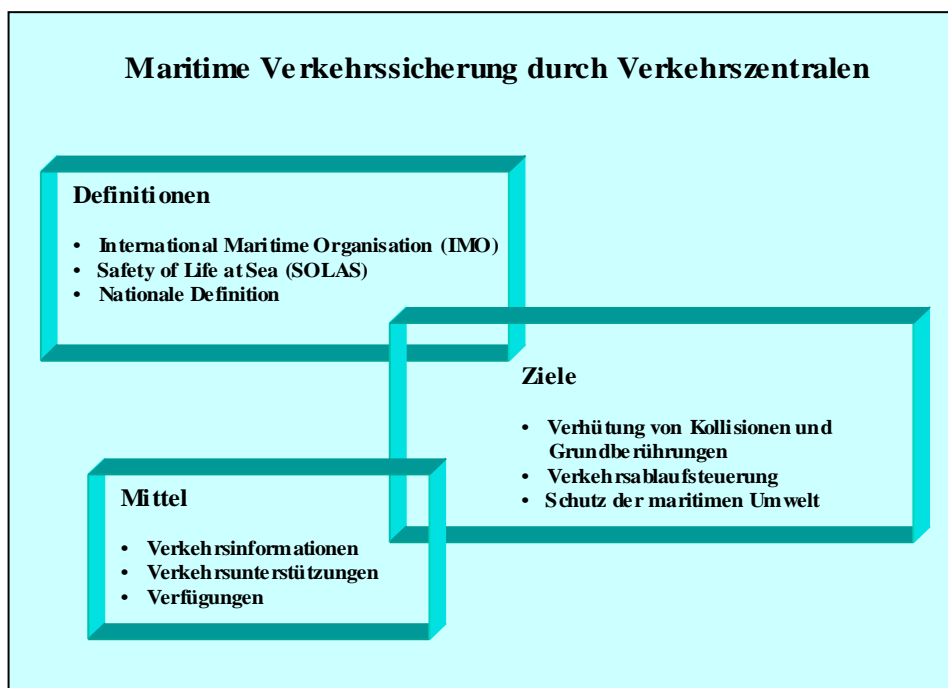 Maritime Verkehrssicherung durch Verkehrszentralen
Definitionen
• International Maritime Organisation (IMO)
• Safety of Life at Sea (SOLAS)
• Nationale Definition
Ziele
• Verhütung von Kollisionen und
Grundberührungen
• Verkehrsablaufsteuerung
• Schutz der maritimen Umwelt
Mittel
• Verkehrsinformationen
• Verkehrsunterstützungen
• Verfügungen